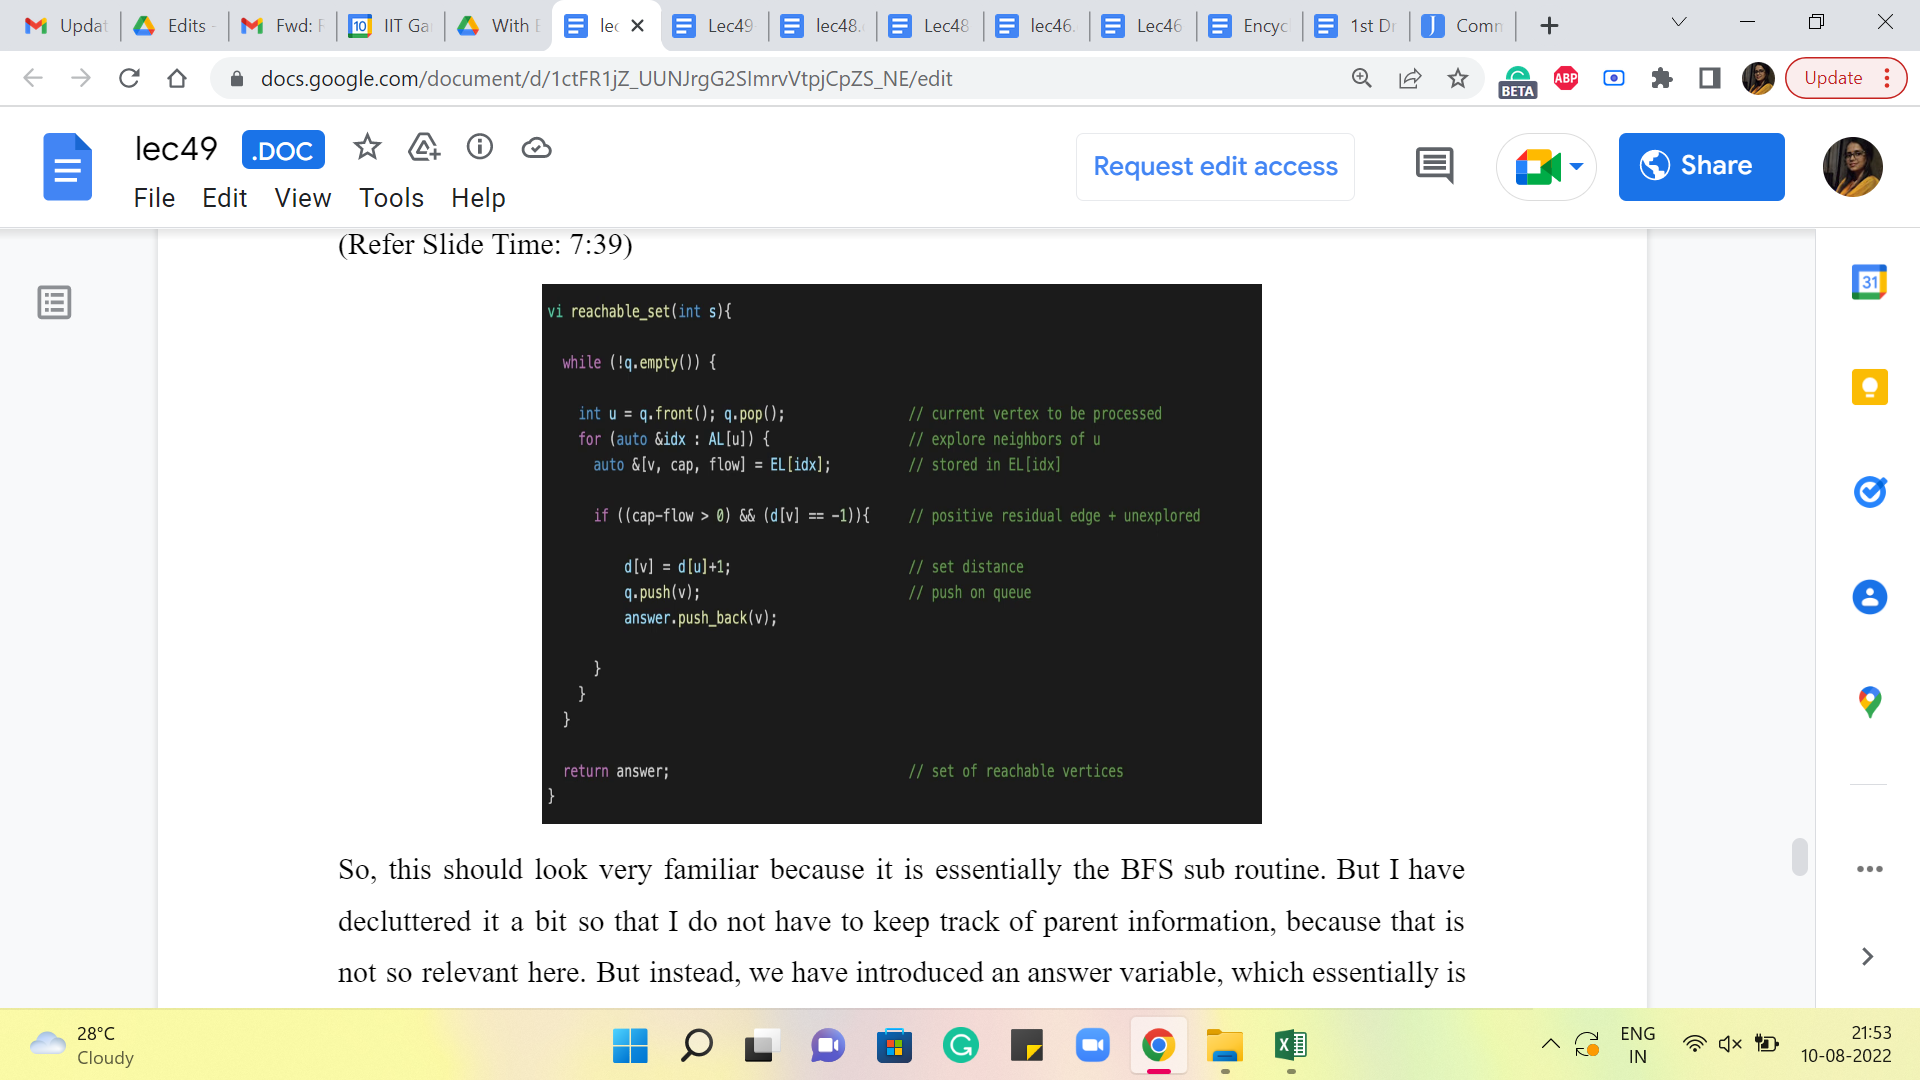 Updat
Edits -
Fwd: F
10
IIT Ga
With E
lec
Lec49
lec48.
Lec48
lec46.
Lec46
Encyc
1st Dr
J
Comm
docs.google.com/document/d/1ctFR1jZ_UUNJrgG2SImrvVtpjCpZS_NE/edit
BETA
ABP
Update
lec49
.DOC
Request edit access
Share
File Edit View Tools Help
31
(Refer Slide Time: 7:39)
vi reachable_set(int s){
while (!q.empty()) {
int u = q.front(); q.pop(); // current vertex to be processed
for (auto &idx : AL[u]) { // explore neighbors of u
auto &[v, cap, flow] = EL[idx]; // stored in EL[idx]
if ((cap-flow > 0) && (d[v] == -1)){ // positive residual edge + unexplored
d[v] = d[u]+1; // set distance
q.push(v); // push on queue
answer.push_back(v);
}
}
}
return answer; // set of reachable vertices
}
So, this should look very familiar because it is essentially the BFS sub routine. But I have
decluttered it a bit so that I do not have to keep track of parent information, because that is
not so relevant here. But instead, we have introduced an answer variable, which essentially is
28°C
Cloudy
ENG
IN
21:53
10-08-2022